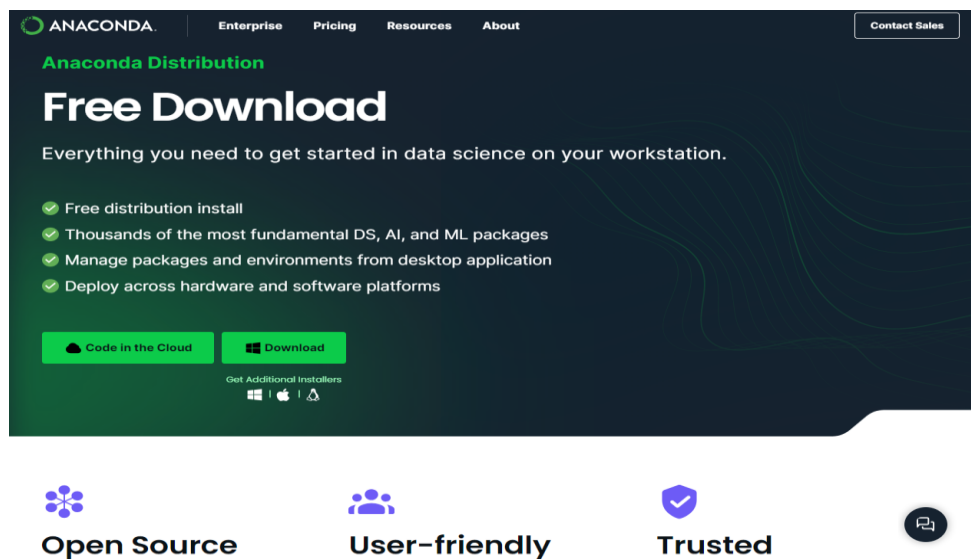 ANACONDA.
Enterprise Pricing Resources About
Contact Sales
Anaconda Distribution
Free Download
Everything you need to get started in data science on your workstation.
Free distribution install
Thousands of the most fundamental DS, AI, and ML packages
Manage packages and environments from desktop application
Deploy across hardware and software platforms
Code in the Cloud
Download
Get Additional Installers
Open Source
User-friendly
Trusted